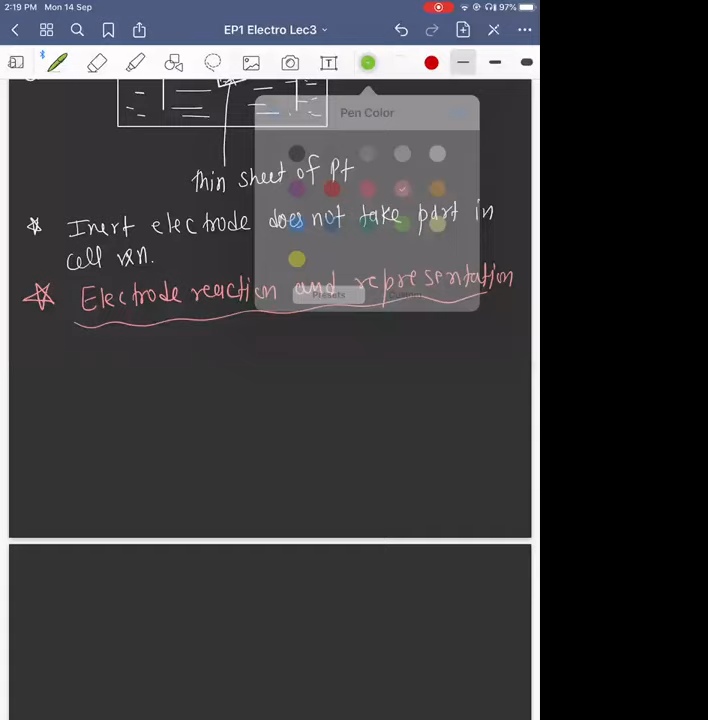 2:19 PM Mon 14 Sep
97%
EP1 Electro Lec3
T
Pen Color
thin sheet of Pt
Inert electrode does not take part in
cell rxn.
Electrode reaction and representation
Presets